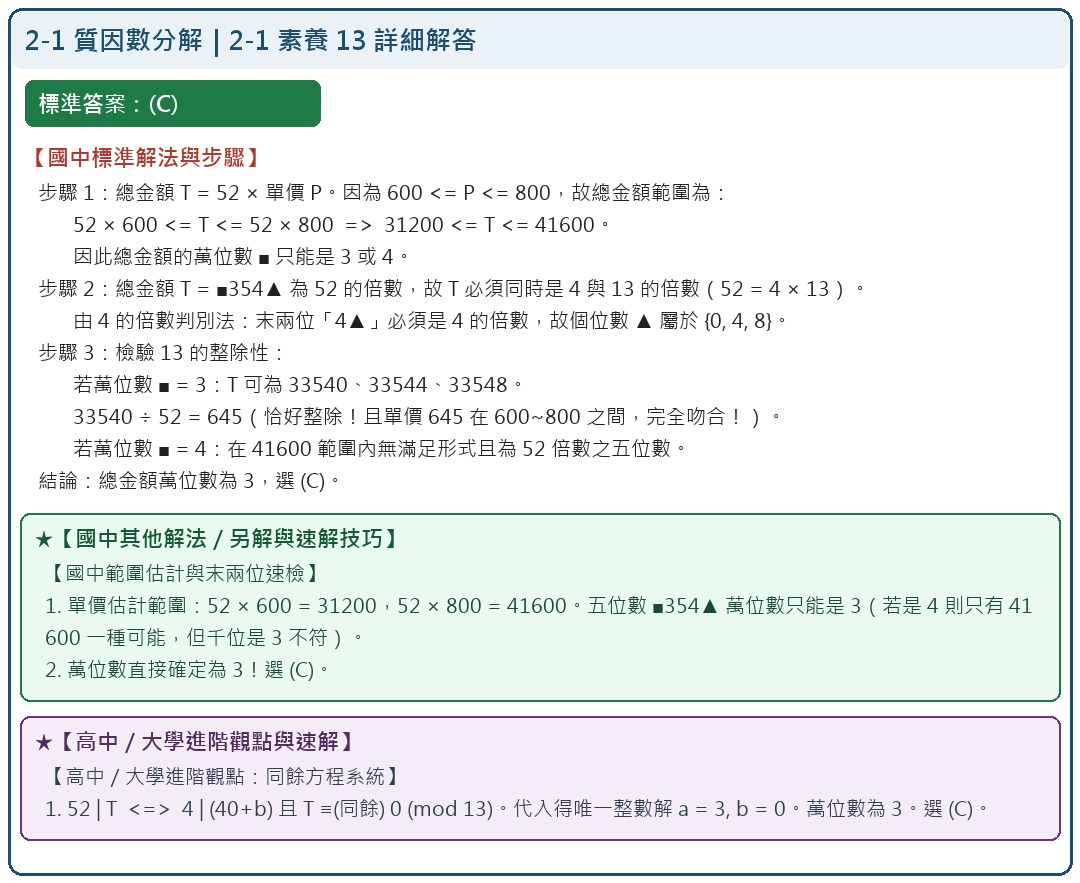 2-1 質因數分解 | 2-1 素養 13 詳細解答
標準答案：(C)
【國中標準解法與步驟】
步驟 1：總金額 T = 52 × 單價 P。因為 600 <= P <= 800，故總金額範圍為：
52 × 600 <= T <= 52 × 800 => 31200 <= T <= 41600。
因此總金額的萬位數 ■ 只能是 3 或 4。
步驟 2：總金額 T = ■354▲ 為 52 的倍數，故 T 必須同時是 4 與 13 的倍數（52 = 4 × 13）。
由 4 的倍數判別法：末兩位「4▲」必須是 4 的倍數，故個位數 ▲ 屬於 {0, 4, 8}。
步驟 3：檢驗 13 的整除性：
若萬位數 ■ = 3：T 可為 33540、33544、33548。
33540 ÷ 52 = 645（恰好整除！且單價 645 在 600~800 之間，完全吻合！）。
若萬位數 ■ = 4：在 41600 範圍內無滿足形式且為 52 倍數之五位數。
結論：總金額萬位數為 3，選 (C)。
★【國中其他解法 / 另解與速解技巧】
【國中範圍估計與末兩位速檢】
1. 單價估計範圍：52 × 600 = 31200，52 × 800 = 41600。五位數 ■354▲ 萬位數只能是 3（若是 4 則只有 41
600 一種可能，但千位是 3 不符）。
2. 萬位數直接確定為 3！選 (C)。
★【高中 / 大學進階觀點與速解】
【高中 / 大學進階觀點：同餘方程系統】
1. 52 | T <=> 4 | (40+b) 且 T ≡(同餘) 0 (mod 13)。代入得唯一整數解 a = 3, b = 0。萬位數為 3。選 (C)。